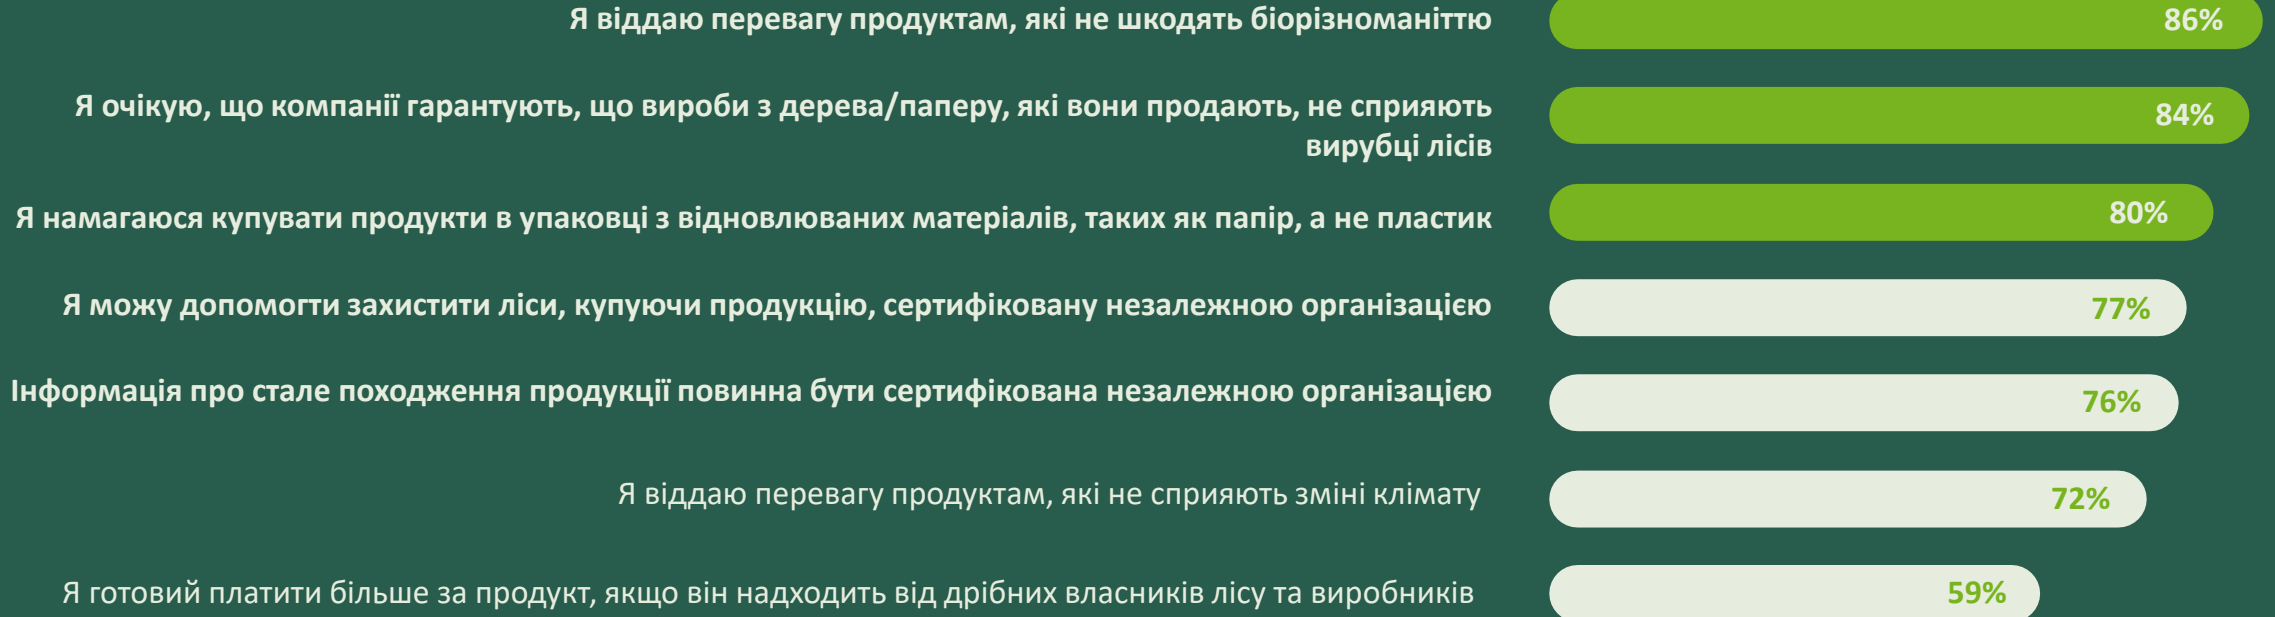 Я віддаю перевагу продуктам, які не шкодять біорізноманіттю
86%
Я очікую, що компанії гарантують, що вироби з дерева/паперу, які вони продають, не сприяють
вирубці лісів
84%
Я намагаюся купувати продукти в упаковці з відновлюваних матеріалів, таких як папір, а не пластик
80%
Я можу допомогти захистити ліси, купуючи продукцію, сертифіковану незалежною організацією
77%
Інформація про стале походження продукції повинна бути сертифікована незалежною організацією
76%
Я віддаю перевагу продуктам, які не сприяють зміні клімату
72%
Я готовий платити більше за продукт, якщо він надходить від дрібних власників лісу та виробників
59%